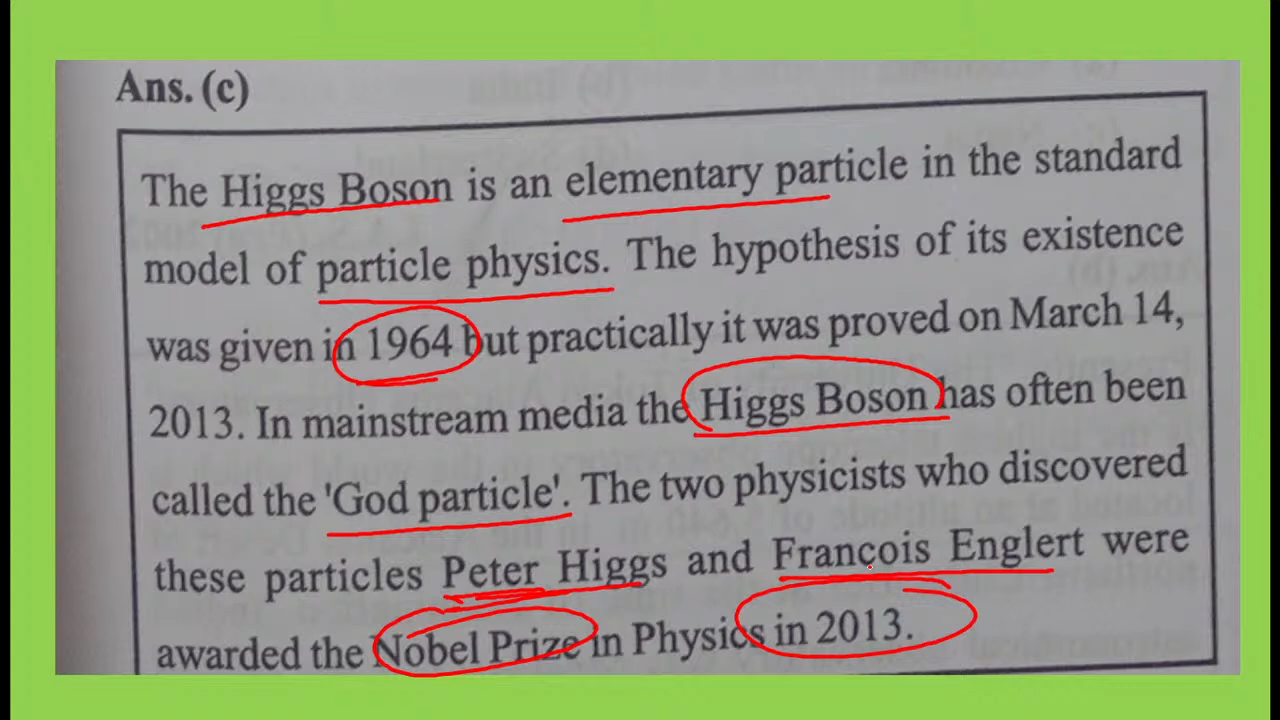 Ans. (c)
The Higgs Boson is an elementary particle in the standard
model of particle physics. The hypothesis of its existence
was given in 1964 but practically it was proved on March 14,
2013. In mainstream media the Higgs Boson has often been
called the 'God particle'. The two physicists who discovered
these particles Peter Higgs and François Englert were
awarded the Nobel Prize in Physics in 2013.